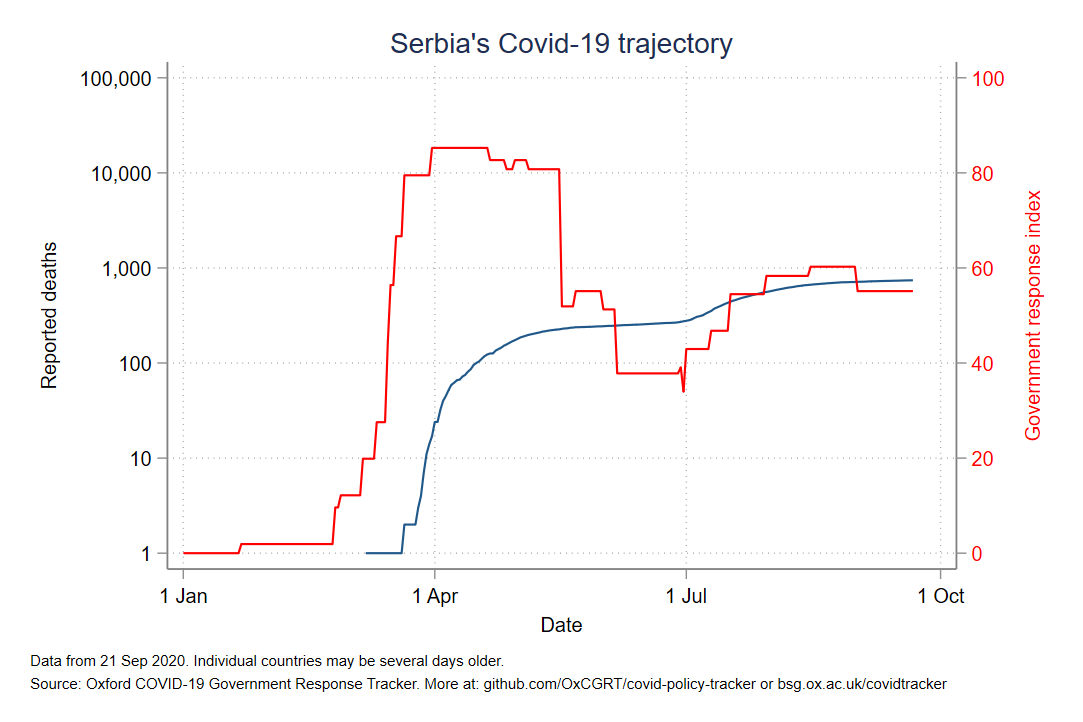 Serbia's Covid-19 trajectory
100,000
10,000
1,000
100
10
1
Reported deaths
100
80
60
40
20
0
Government response index
1 Jan
1 Apr
1 Jul
1 Oct
Date
Data from 21 Sep 2020. Individual countries may be several days older.
Source: Oxford COVID-19 Government Response Tracker. More at: github.com/OxCGRT/covid-policy-tracker or bsg.ox.ac.uk/covidtracker